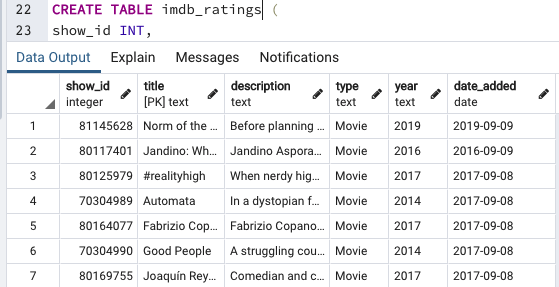 22 CREATE TABLE imdb_ratings (
23 show_id INT,
Data Output Explain Messages Notifications
show_id title description type year date_added
integer [PK] text text text text date
1 81145628 Norm of the ... Before planning ... Movie 2019 2019-09-09
2 80117401 Jandino: Wh... Jandino Aspora... Movie 2016 2016-09-09
3 80125979 #realityhigh When nerdy hig... Movie 2017 2017-09-08
4 70304989 Automata In a dystopian f... Movie 2014 2017-09-08
5 80164077 Fabrizio Cop... Fabrizio Copano... Movie 2017 2017-09-08
6 70304990 Good People A struggling cou... Movie 2014 2017-09-08
7 80169755 Joaquín Rey... Comedian and c... Movie 2017 2017-09-08